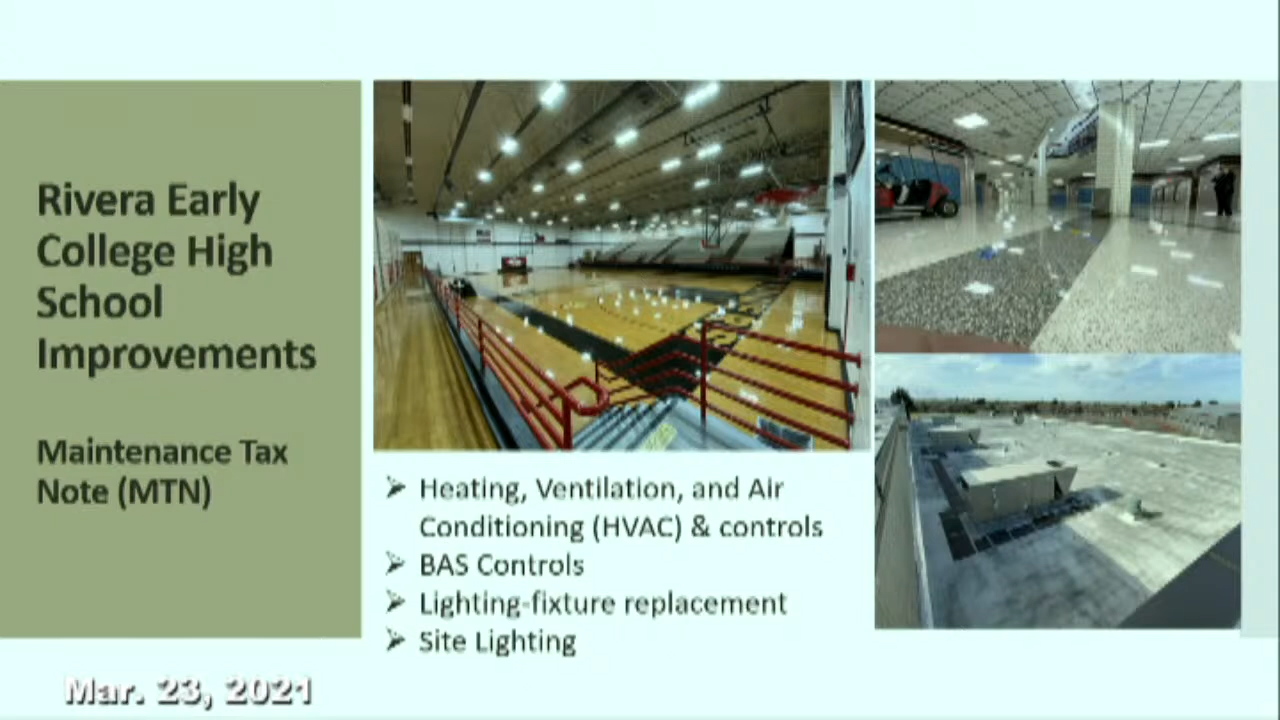 Rivera Early
College High
School
Improvements
Maintenance Tax
Note (MTN)
Heating, Ventilation, and Air
Conditioning (HVAC) & controls
BAS Controls
Lighting-fixture replacement
Site Lighting
Mar. 23, 2021